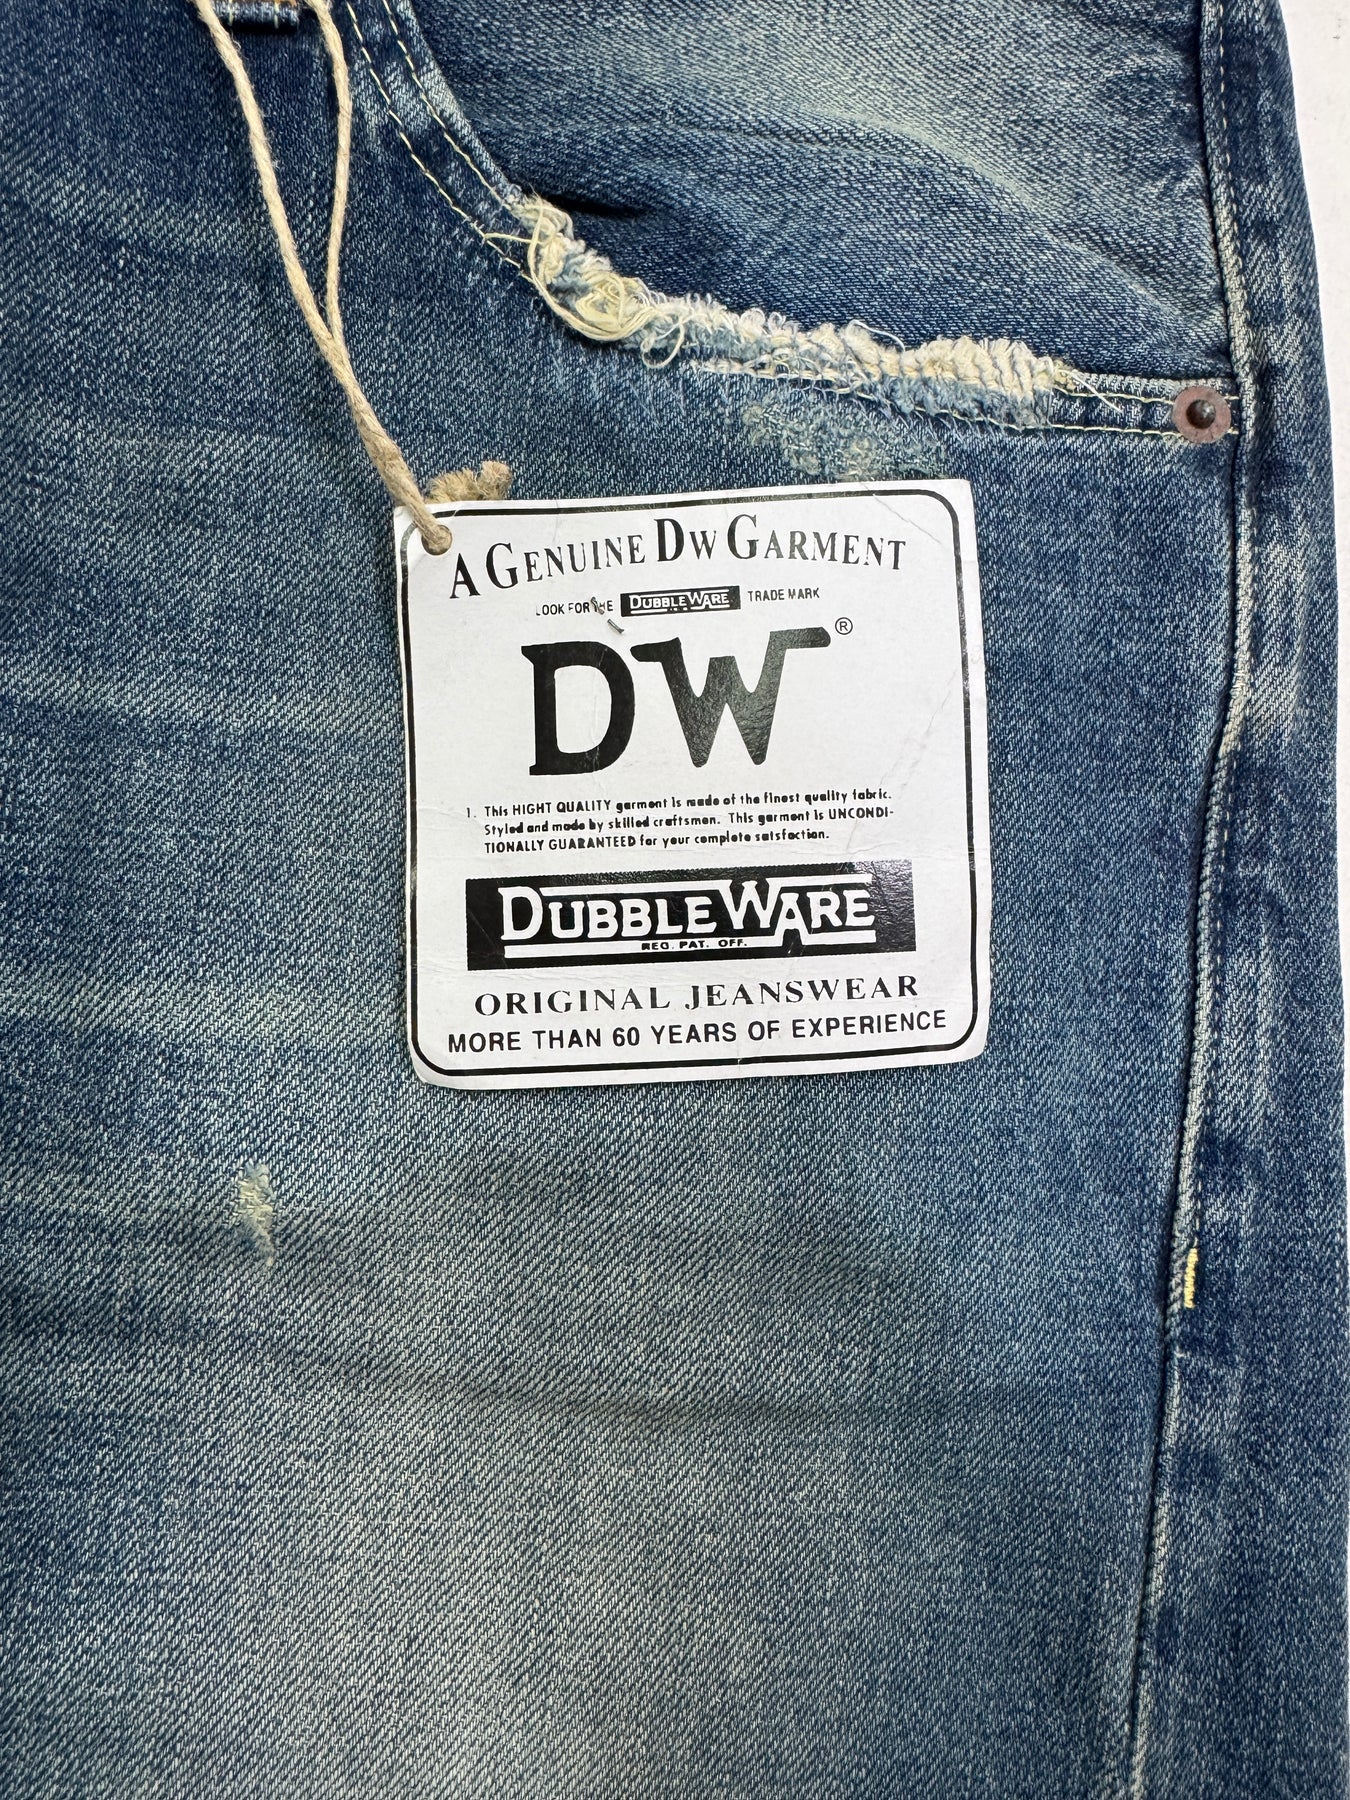 A GENUINE DW GARMENT
LOOK FOR THE DUBBLEWARE TRADE MARK
DW ®
1. This HIGHT QUALITY garment is made of the finest quality fabric.
Styled and made by skilled craftsmen. This garment is UNCONDI-
TIONALLY GUARANTEED for your complete satsfaction.
DUBBLEWARE
REG. PAT. OFF.
ORIGINAL JEANSWEAR
MORE THAN 60 YEARS OF EXPERIENCE